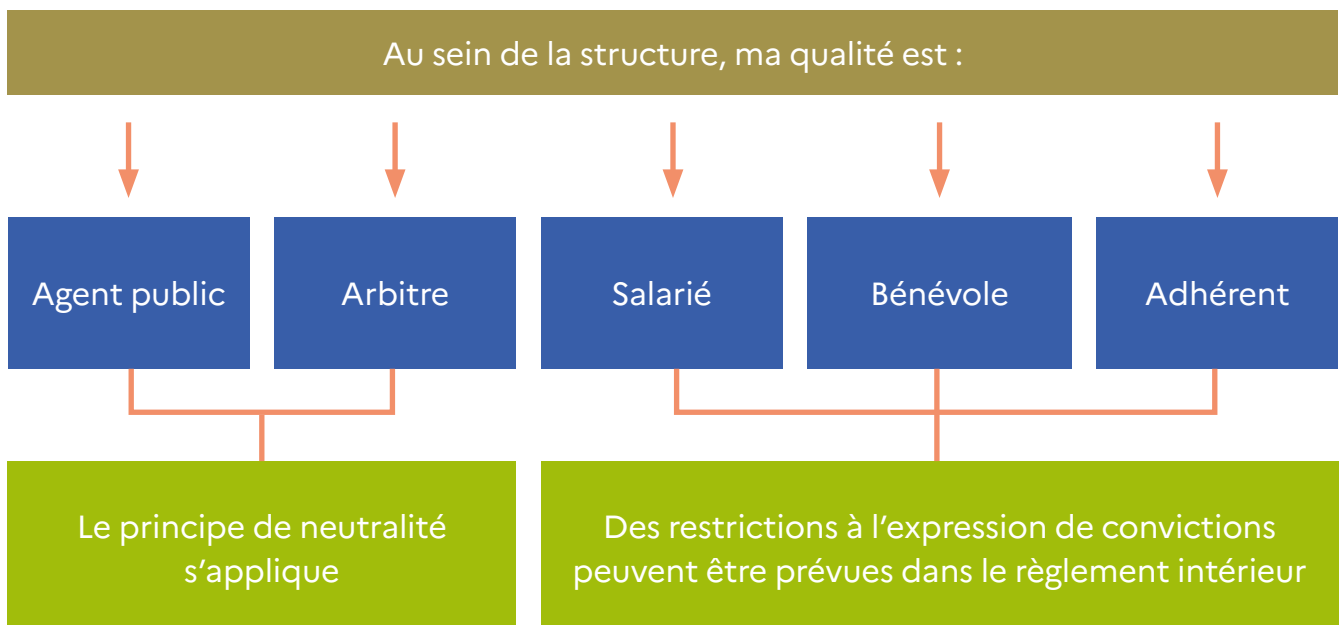 Au sein de la structure, ma qualité est :
Agent public
Arbitre
Salarié
Bénévole
Adhérent
Le principe de neutralité
s’applique
Des restrictions à l’expression de convictions
peuvent être prévues dans le règlement intérieur